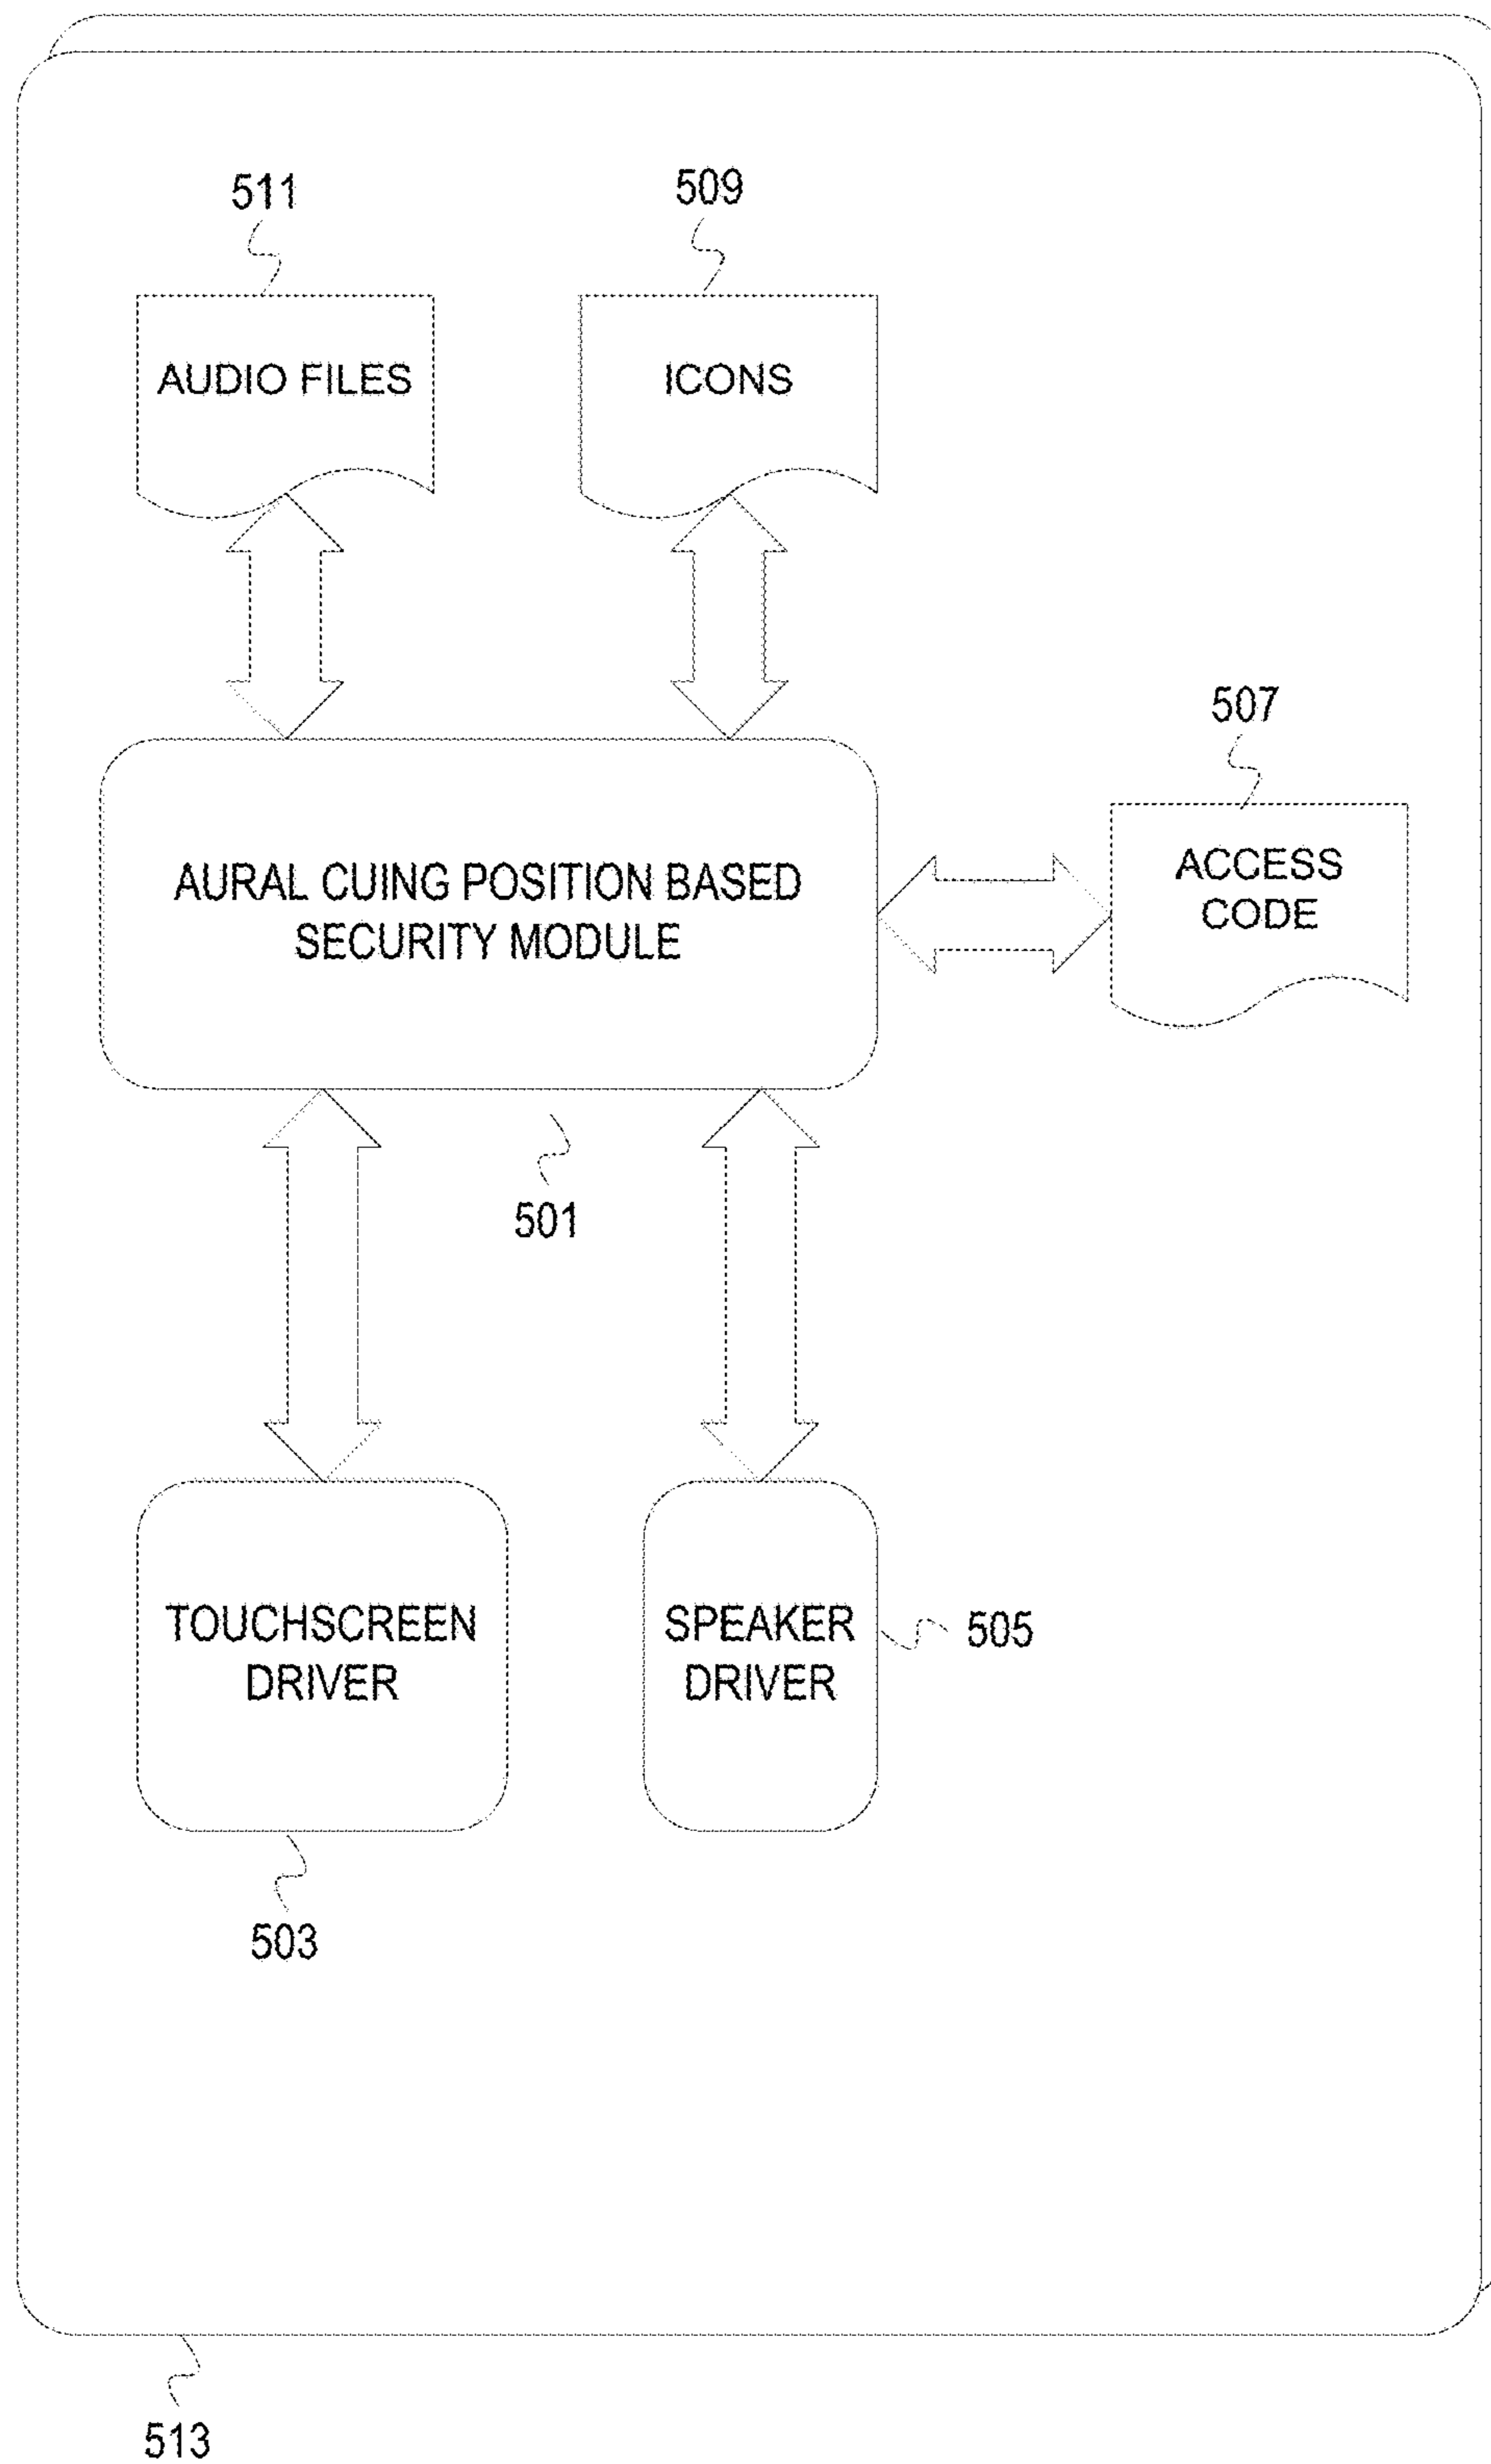 511
509
AUDIO FILES
ICONS
507
ACCESS
CODE
AURAL CUING POSITION BASED
SECURITY MODULE
501
TOUCHSCREEN
DRIVER
SPEAKER
DRIVER
505
503
513